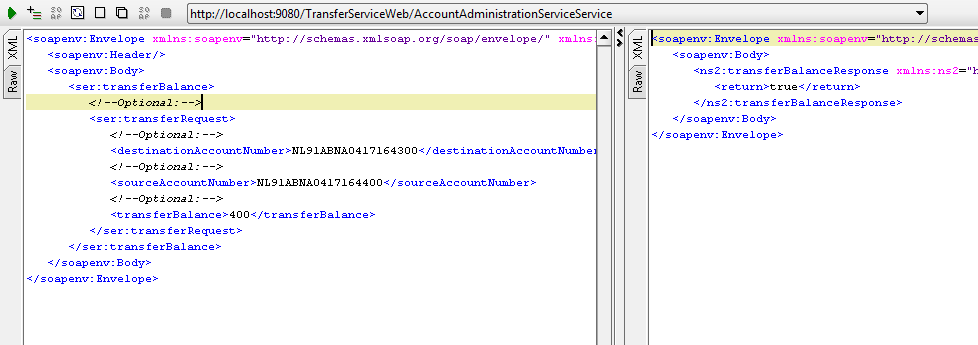 http://localhost:9080/TransferServiceWeb/AccountAdministrationServiceService
XML
Raw
<soapenv:Envelope xmlns:soapenv="http://schemas.xmlsoap.org/soap/envelope/" xmlns:
<soapenv:Header/>
<soapenv:Body>
<ser:transferBalance>
<!--Optional:-->
<ser:transferRequest>
<!--Optional:-->
<destinationAccountNumber>NL91ABNA0417164300</destinationAccountNumber
<!--Optional:-->
<sourceAccountNumber>NL91ABNA0417164400</sourceAccountNumber>
<!--Optional:-->
<transferBalance>400</transferBalance>
</ser:transferRequest>
</ser:transferBalance>
</soapenv:Body>
</soapenv:Envelope>
XML
Raw
<soapenv:Envelope xmlns:soapenv="http://schemas
<soapenv:Body>
<ns2:transferBalanceResponse xmlns:ns2="h
<return>true</return>
</ns2:transferBalanceResponse>
</soapenv:Body>
</soapenv:Envelope>